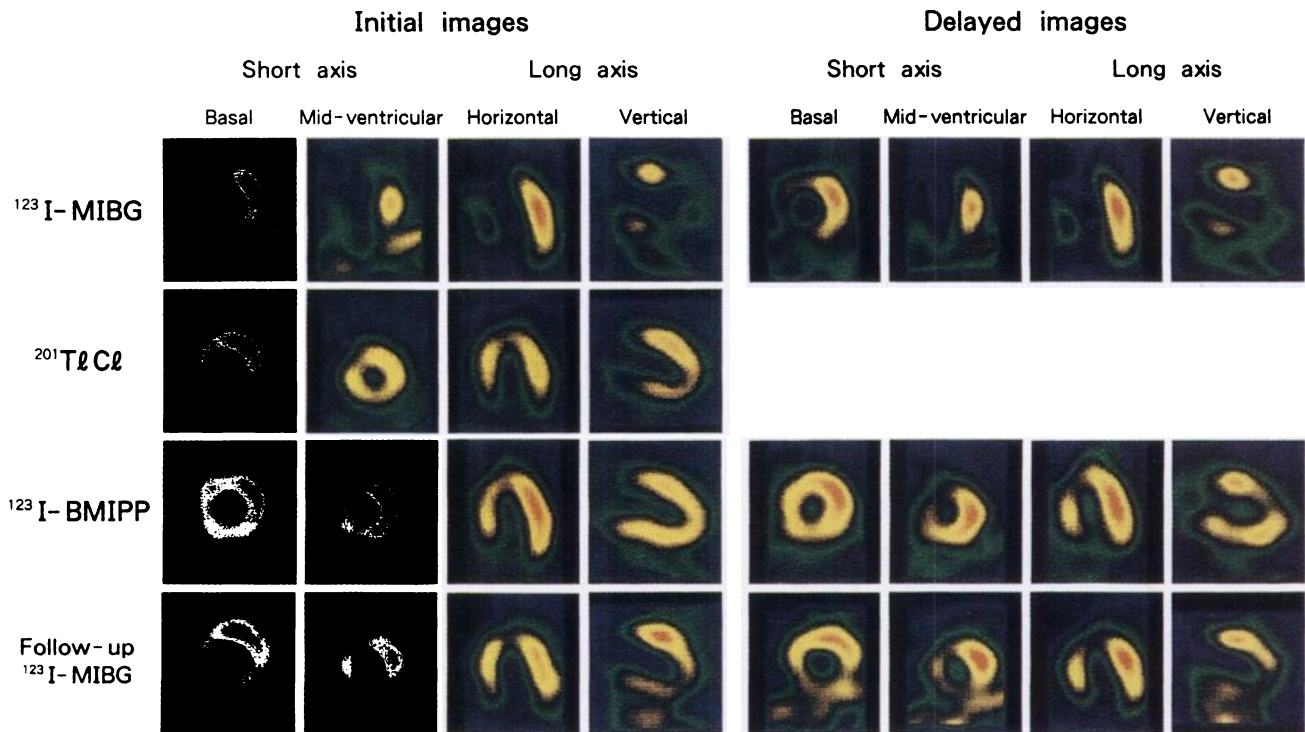 Initial images Delayed images
Short axis Long axis Short axis Long axis
Basal Mid-ventricular Horizontal Vertical Basal Mid-ventricular Horizontal Vertical
¹²³I-MIBG
²⁰¹TℓCℓ
¹²³I-BMIPP
Follow-up
¹²³I-MIBG